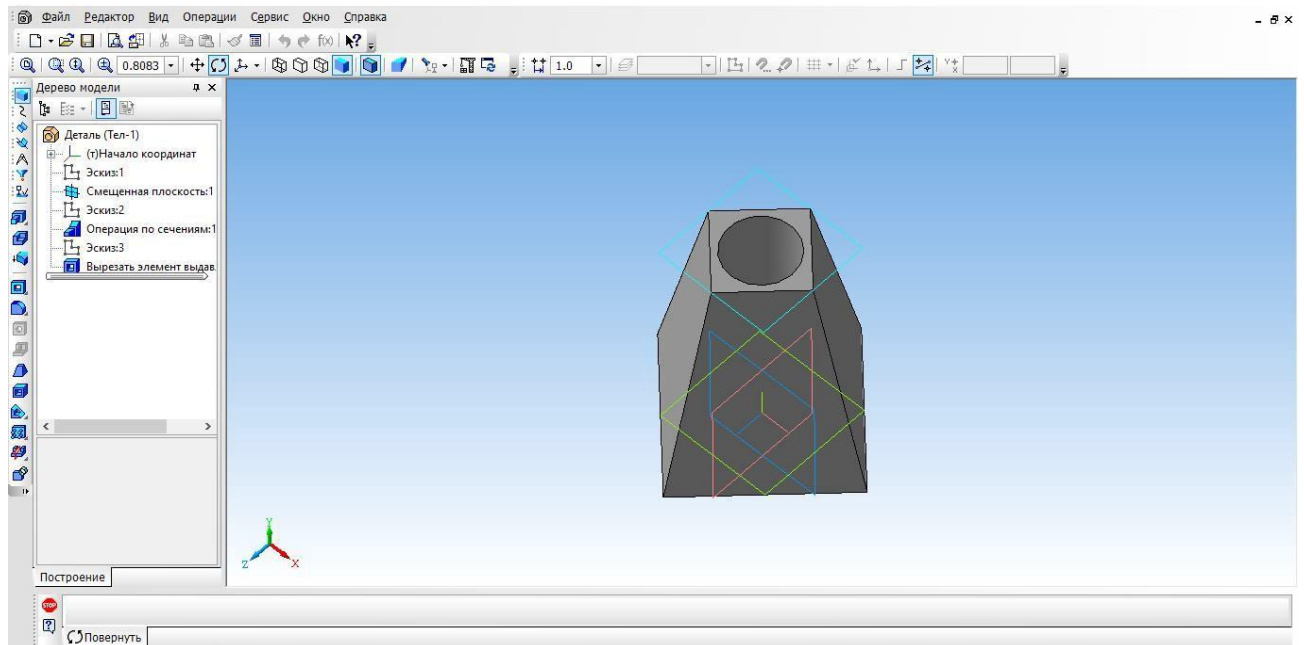 Файл Редактор Вид Операции Сервис Окно Справка
0.8083 1.0
Дерево модели
Деталь (Тел-1)
(т)Начало координат
Эскиз:1
Смещенная плоскость:1
Эскиз:2
Операция по сечениям:1
Эскиз:3
Вырезать элемент выдав
Y
Z X
Построение
STOP
Повернуть